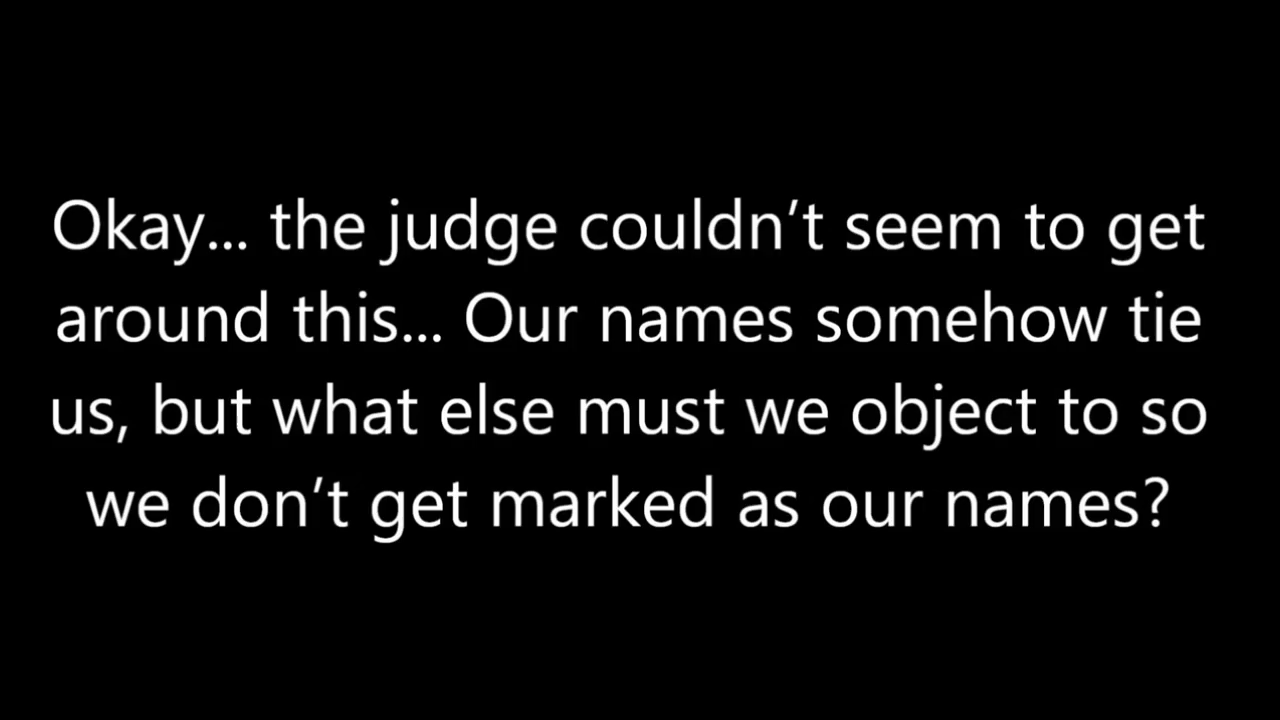 Okay... the judge couldn’t seem to get
around this... Our names somehow tie
us, but what else must we object to so
we don’t get marked as our names?